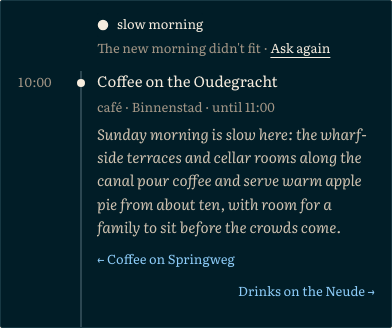 slow morning
The new morning didn't fit · Ask again
10:00 Coffee on the Oudegracht
café · Binnenstad · until 11:00
Sunday morning is slow here: the wharf-
side terraces and cellar rooms along the
canal pour coffee and serve warm apple
pie from about ten, with room for a
family to sit before the crowds come.
← Coffee on Springweg
Drinks on the Neude →